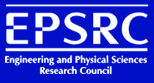 EPSRC
Engineering and Physical Sciences
Research Council